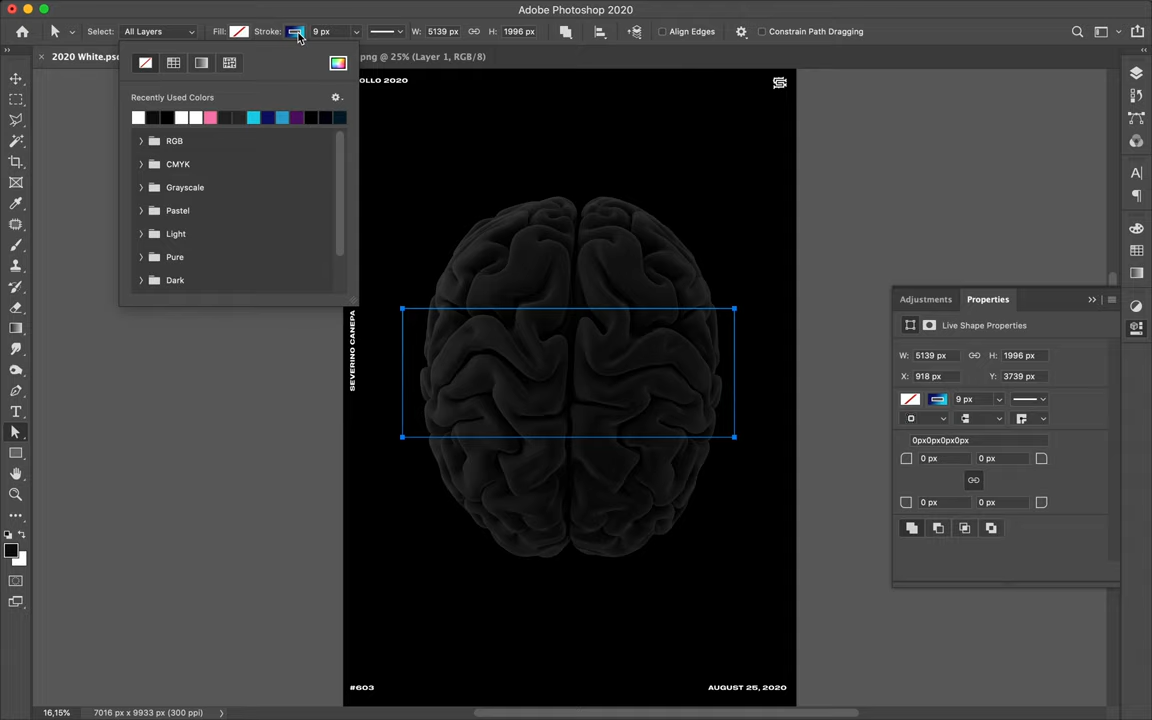 Adobe Photoshop 2020
Select: All Layers Fill: Stroke: 9 px W: 5139 px H: 1996 px Align Edges Constrain Path Dragging
2020 White.psd
png @ 25% (Layer 1, RGB/8)
OLLO 2020
Recently Used Colors
RGB
CMYK
Grayscale
Pastel
Light
Pure
Dark
SEVERINO CANEPA
Adjustments Properties
Live Shape Properties
W: 5139 px H: 1996 px
X: 918 px Y: 3739 px
9 px
0px0px0px0px
0 px 0 px
0 px 0 px
#603 AUGUST 25, 2020
16,15% 7016 px x 9933 px (300 ppi)